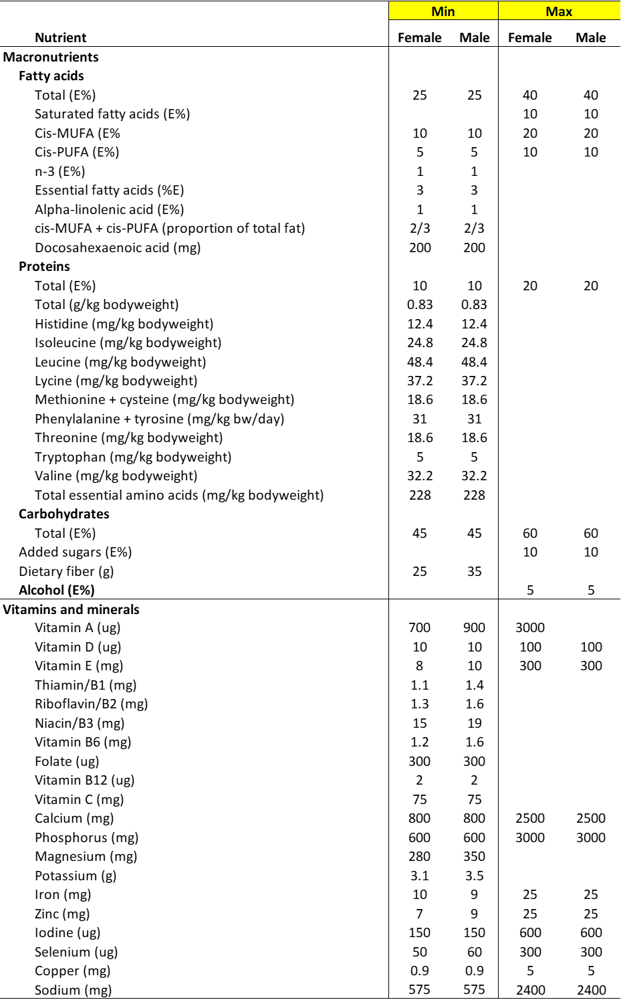 Min Max
Nutrient Female Male Female Male
Macronutrients
Fatty acids
Total (E%) 25 25 40 40
Saturated fatty acids (E%) 10 10
Cis-MUFA (E% 10 10 20 20
Cis-PUFA (E%) 5 5 10 10
n-3 (E%) 1 1
Essential fatty acids (%E) 3 3
Alpha-linolenic acid (E%) 1 1
cis-MUFA + cis-PUFA (proportion of total fat) 2/3 2/3
Docosahexaenoic acid (mg) 200 200
Proteins
Total (E%) 10 10 20 20
Total (g/kg bodyweight) 0.83 0.83
Histidine (mg/kg bodyweight) 12.4 12.4
Isoleucine (mg/kg bodyweight) 24.8 24.8
Leucine (mg/kg bodyweight) 48.4 48.4
Lycine (mg/kg bodyweight) 37.2 37.2
Methionine + cysteine (mg/kg bodyweight) 18.6 18.6
Phenylalanine + tyrosine (mg/kg bw/day) 31 31
Threonine (mg/kg bodyweight) 18.6 18.6
Tryptophan (mg/kg bodyweight) 5 5
Valine (mg/kg bodyweight) 32.2 32.2
Total essential amino acids (mg/kg bodyweight) 228 228
Carbohydrates
Total (E%) 45 45 60 60
Added sugars (E%) 10 10
Dietary fiber (g) 25 35
Alcohol (E%) 5 5
Vitamins and minerals
Vitamin A (ug) 700 900 3000
Vitamin D (ug) 10 10 100 100
Vitamin E (mg) 8 10 300 300
Thiamin/B1 (mg) 1.1 1.4
Riboflavin/B2 (mg) 1.3 1.6
Niacin/B3 (mg) 15 19
Vitamin B6 (mg) 1.2 1.6
Folate (ug) 300 300
Vitamin B12 (ug) 2 2
Vitamin C (mg) 75 75
Calcium (mg) 800 800 2500 2500
Phosphorus (mg) 600 600 3000 3000
Magnesium (mg) 280 350
Potassium (g) 3.1 3.5
Iron (mg) 10 9 25 25
Zinc (mg) 7 9 25 25
Iodine (ug) 150 150 600 600
Selenium (ug) 50 60 300 300
Copper (mg) 0.9 0.9 5 5
Sodium (mg) 575 575 2400 2400